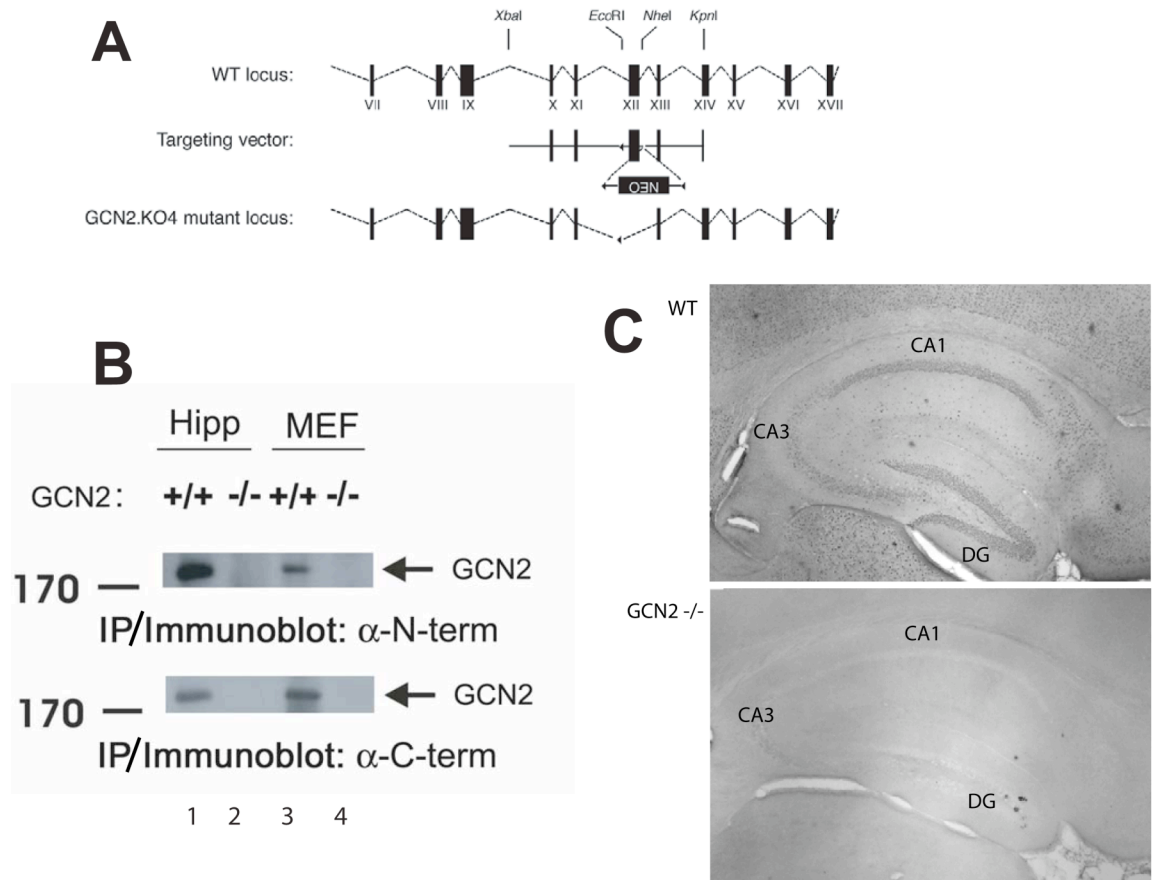 A
XbaI EcoRI NheI KpnI
WT locus:
VII VIII IX X XI XII XIII XIV XV XVI XVII
Targeting vector:
NEO
GCN2.KO4 mutant locus:
B
Hipp MEF
GCN2: +/+ -/- +/+ -/-
GCN2
170
IP/Immunoblot: α-N-term
GCN2
170
IP/Immunoblot: α-C-term
1 2 3 4
C
WT
CA1
CA3
DG
GCN2 -/-
CA1
CA3
DG